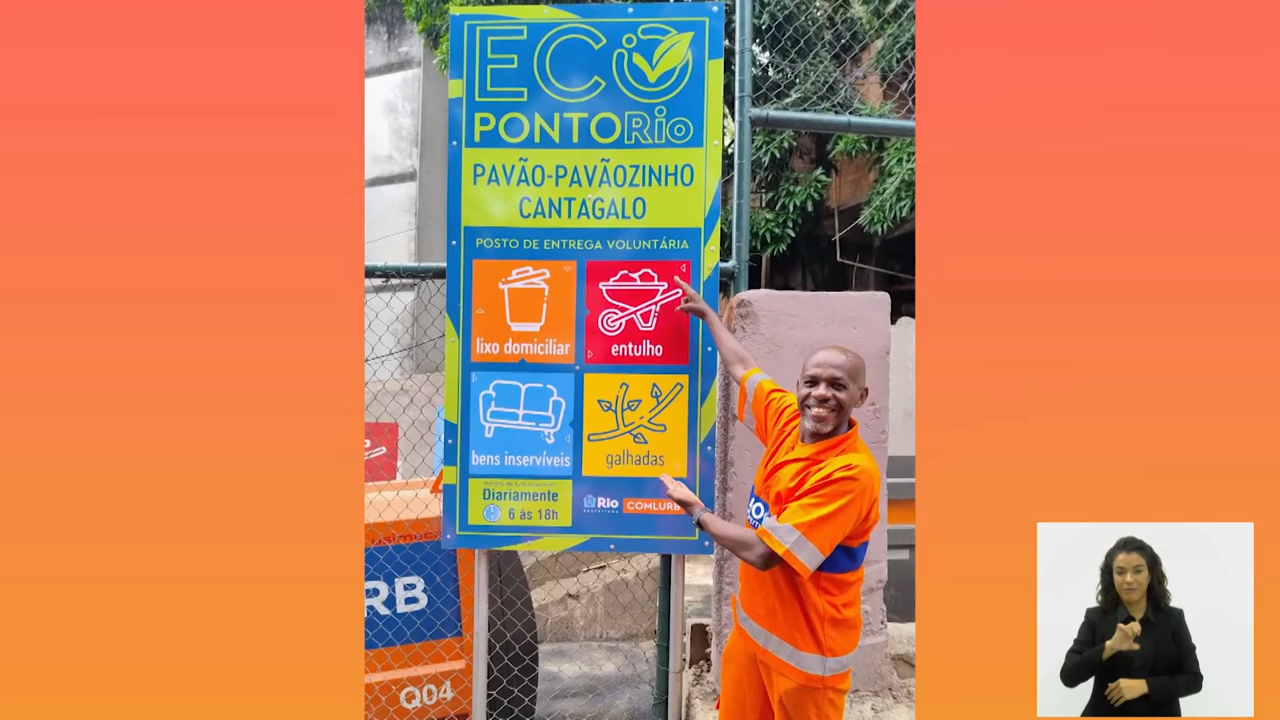 ECO
PONTORio
PAVÃO-PAVÃOZINHO
CANTAGALO
POSTO DE ENTREGA VOLUNTÁRIA
lixo domiciliar
entulho
bens inservíveis
galhadas
Diariamente
6 às 18h
Rio
PREFEITURA
COMLURB
RB
Q04